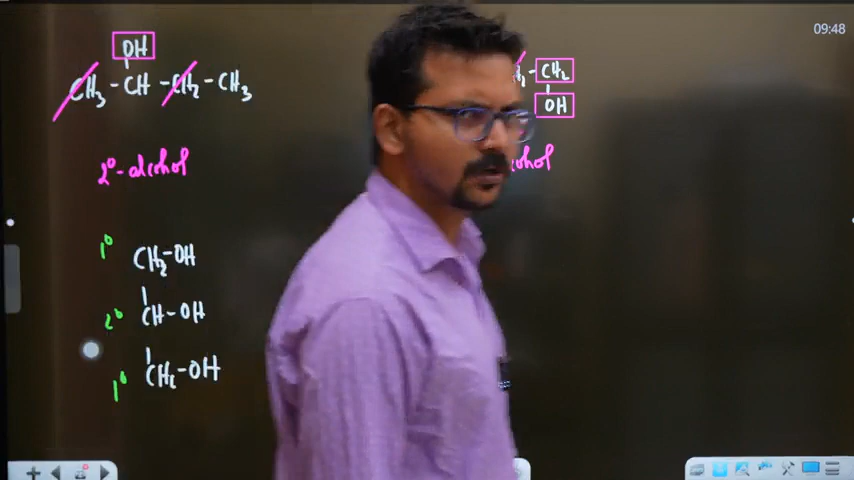 09:48
OH
CH3 - CH - CH2 - CH3
- CH2
OH
2°-alcohol
1° CH2-OH
2° CH-OH
1° CH2-OH